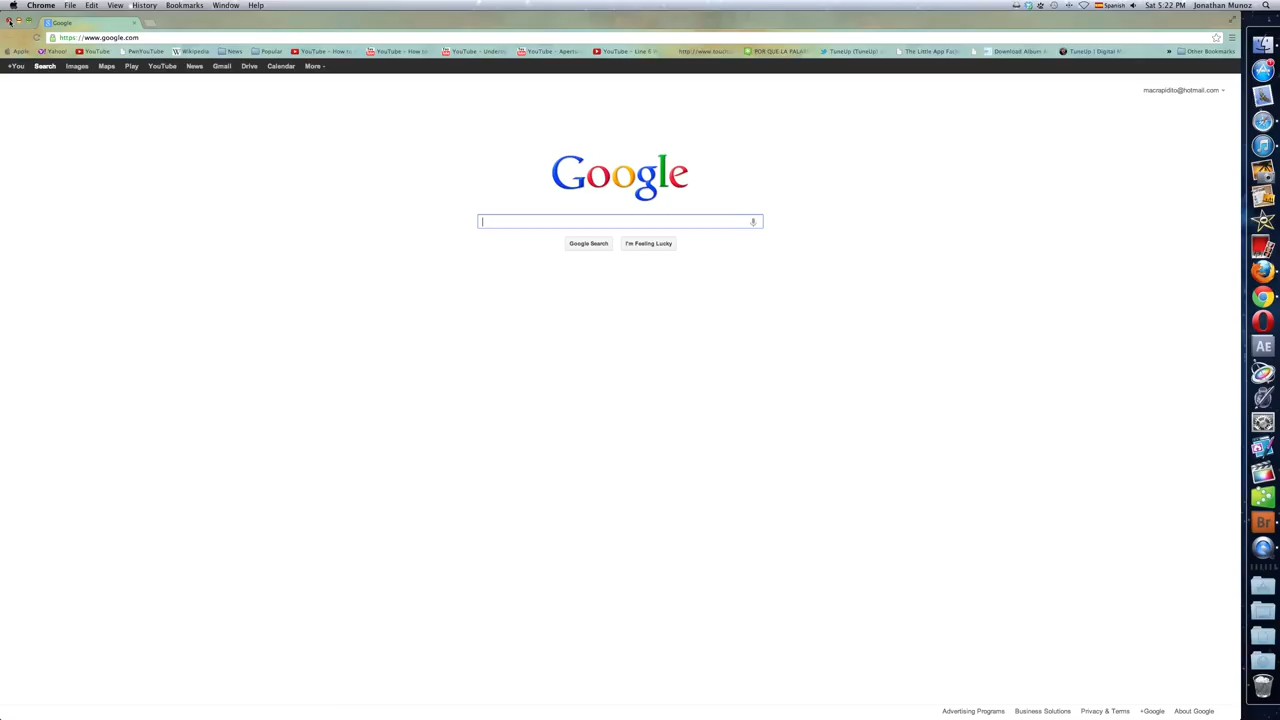 Chrome File Edit View History Bookmarks Window Help Spanish Sat 5:22 PM Jonathan Munoz
Google
https://www.google.com
Apple Yahoo! YouTube PwnYouTube Wikipedia News Popular YouTube - How to YouTube - How to YouTube - Unders YouTube - Apertu YouTube - Line 6 http://www.touch POR QUE LA PALA TuneUp (TuneUp) The Little App Fac Download Album A TuneUp | Digital M » Other Bookmarks
+You Search Images Maps Play YouTube News Gmail Drive Calendar More
macrapidito@hotmail.com
Google
Google Search I'm Feeling Lucky
Ae
Br
Advertising Programs Business Solutions Privacy & Terms +Google About Google